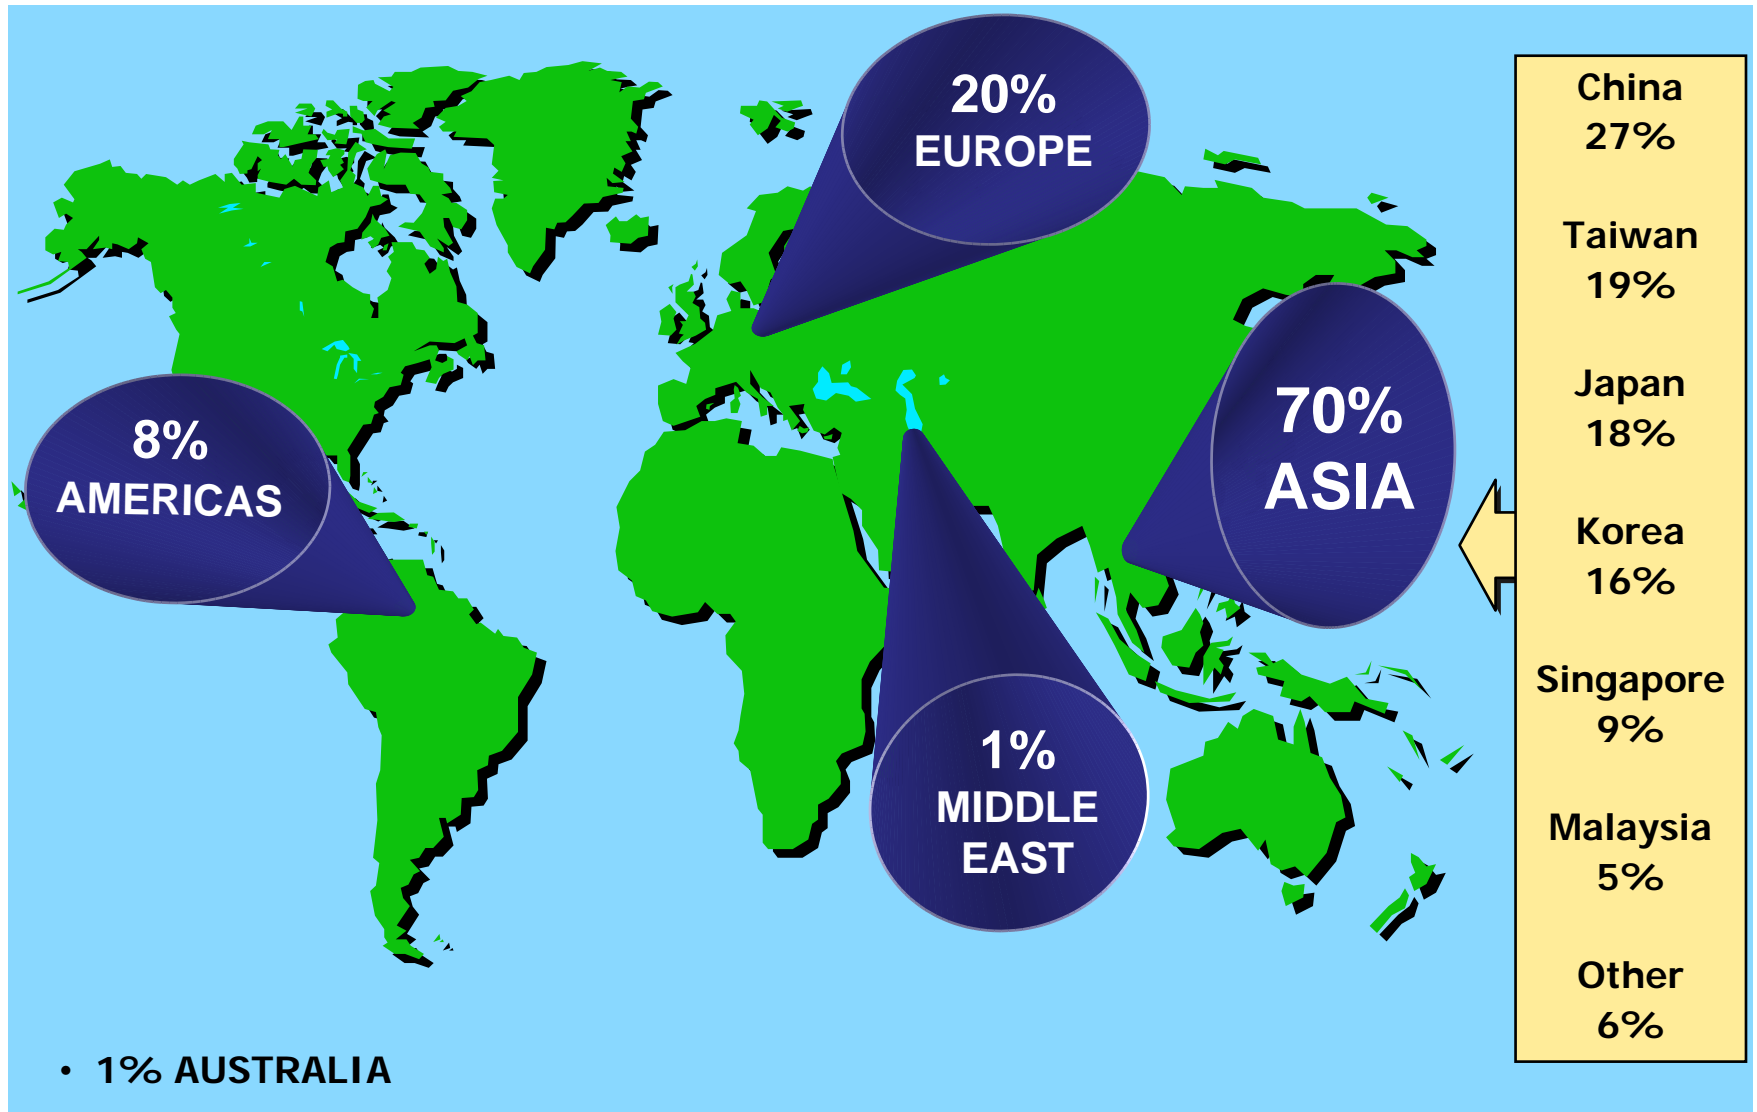 20%
EUROPE
8%
AMERICAS
70%
ASIA
1%
MIDDLE
EAST
China
27%
Taiwan
19%
Japan
18%
Korea
16%
Singapore
9%
Malaysia
5%
Other
6%
• 1% AUSTRALIA